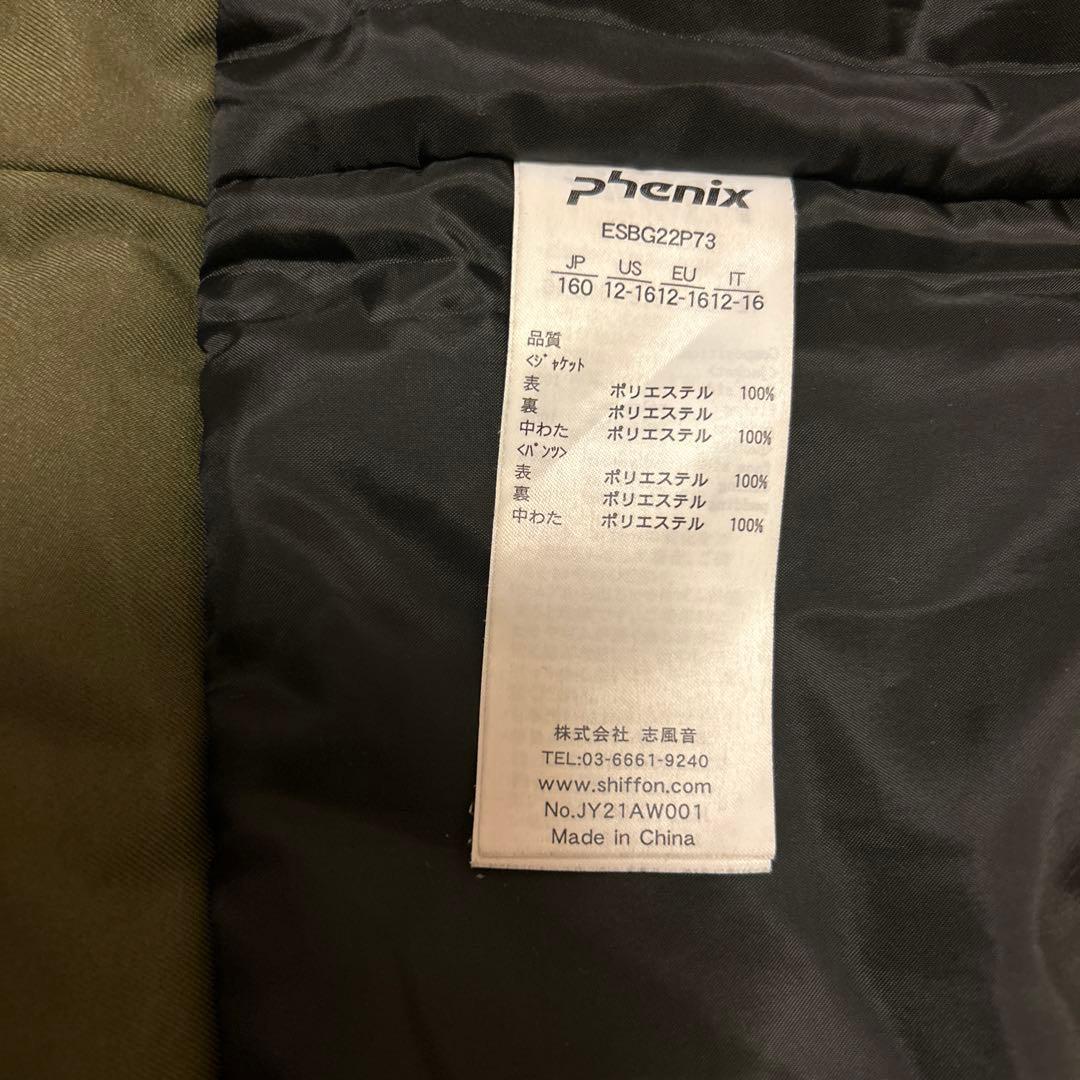 phenix
ESBG22P73
JP US EU IT
160 12-16 12-16 12-16
品質
<ｼﾞｬｹｯﾄ
表 ポリエステル 100%
裏 ポリエステル
中わた ポリエステル 100%
<ﾊﾟﾝﾂ>
表 ポリエステル 100%
裏 ポリエステル
中わた ポリエステル 100%
株式会社 志風音
TEL:03-6661-9240
www.shiffon.com
No.JY21AW001
Made in China